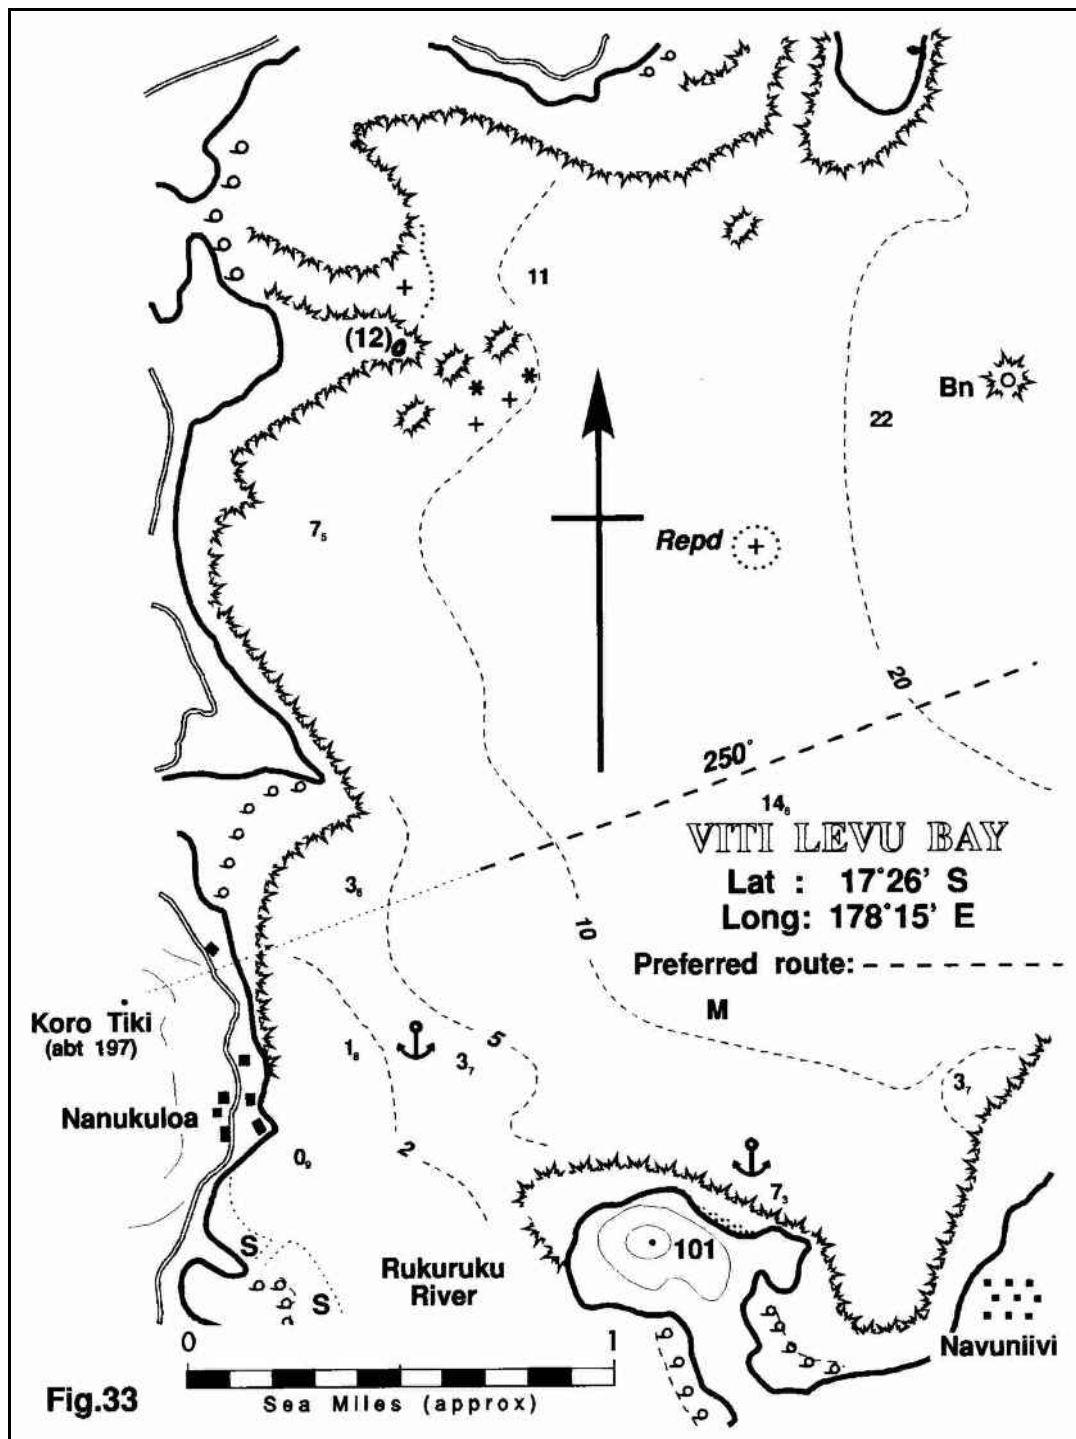 11
(12)
Bn
22
7₅
Repd
20
250°
14₆
VITI LEVU BAY
Lat : 17°26' S
Long: 178°15' E
3₆
10
Preferred route:
M
Koro Tiki
(abt 197)
1₈
5
3₇
3₇
Nanukuloa
0₉
2
7₃
S
101
Rukuruku
River
S
Navuniivi
0 1
Sea Miles (approx)
Fig.33